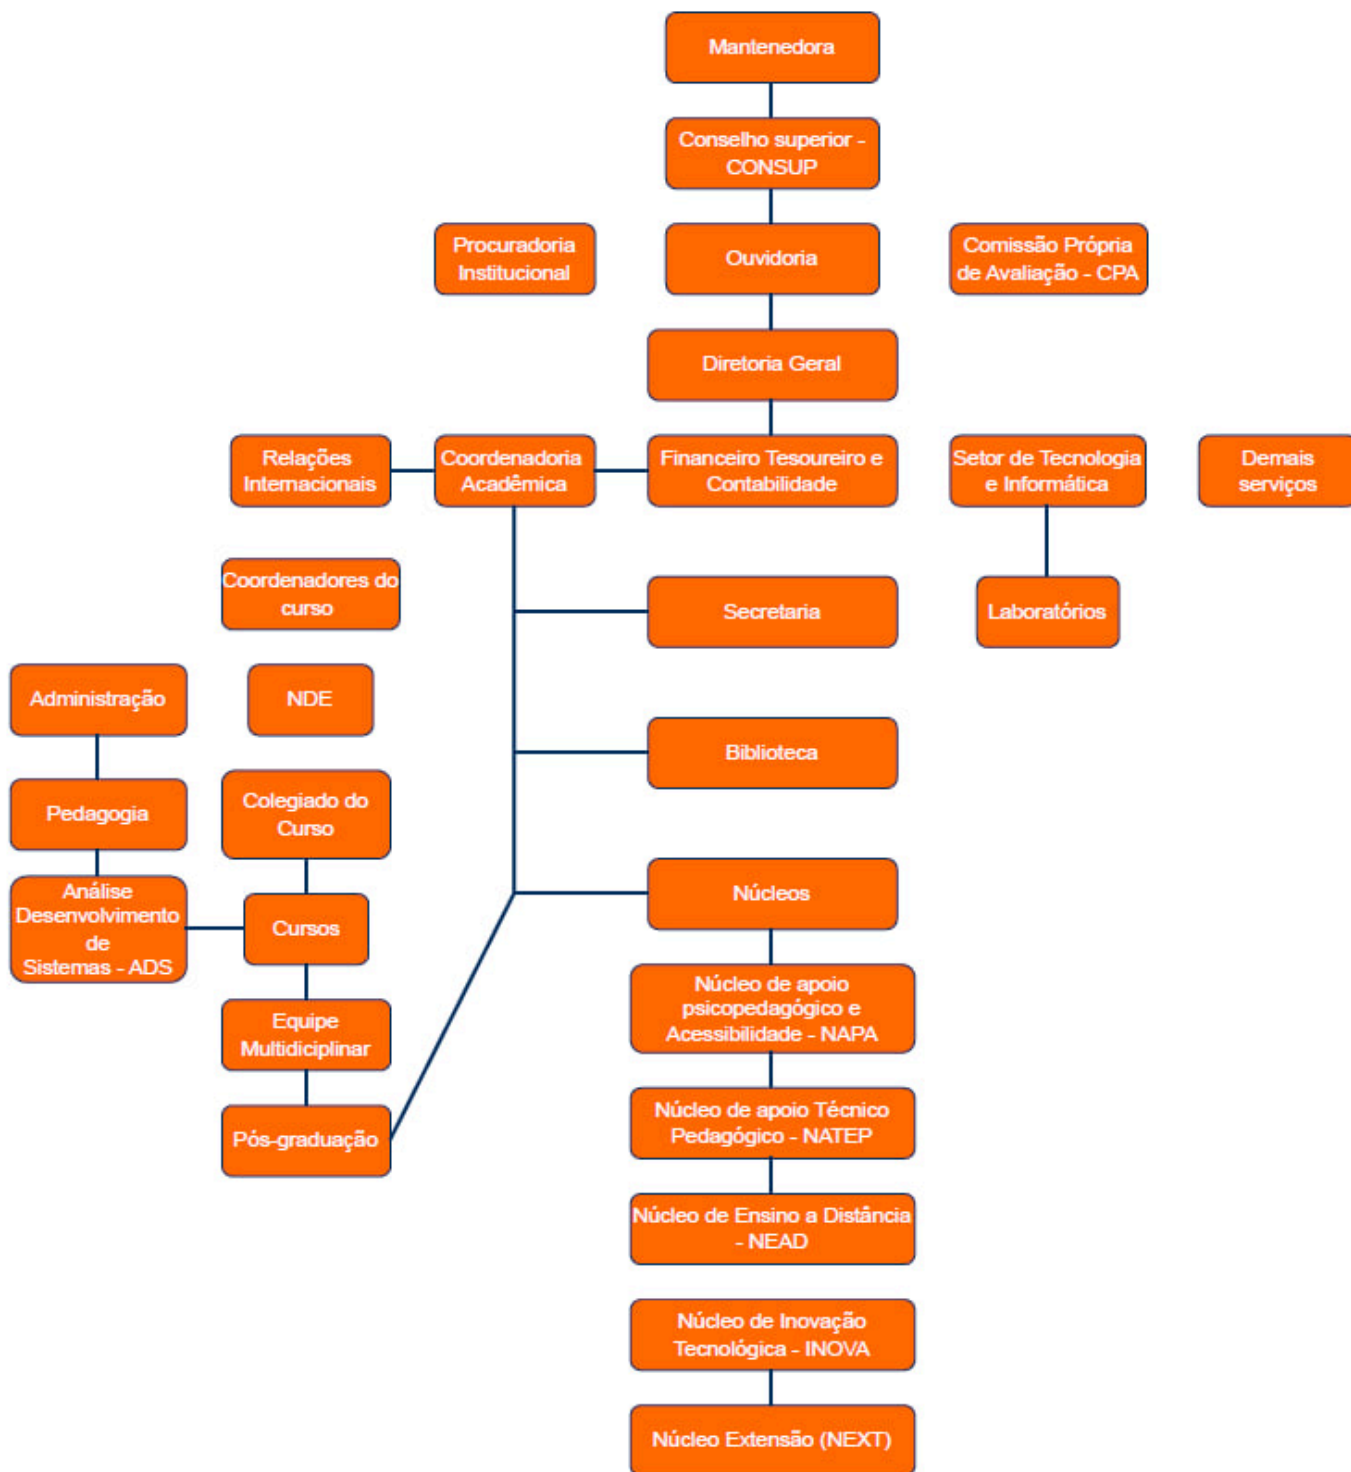 Mantenedora
Conselho superior -
CONSUP
Procuradoria
Institucional
Ouvidoria
Comissão Própria
de Avaliação - CPA
Diretoria Geral
Relações
Internacionais
Coordenadoria
Acadêmica
Financeiro Tesoureiro e
Contabilidade
Setor de Tecnologia
e Informática
Demais
serviços
Coordenadores do
curso
Secretaria
Laboratórios
Administração
NDE
Biblioteca
Pedagogia
Colegiado do
Curso
Análise
Desenvolvimento
de
Sistemas - ADS
Cursos
Núcleos
Equipe
Multidiciplinar
Núcleo de apoio
psicopedagógico e
Acessibilidade - NAPA
Pós-graduação
Núcleo de apoio Técnico
Pedagógico - NATEP
Núcleo de Ensino a Distância
- NEAD
Núcleo de Inovação
Tecnológica - INOVA
Núcleo Extensão (NEXT)